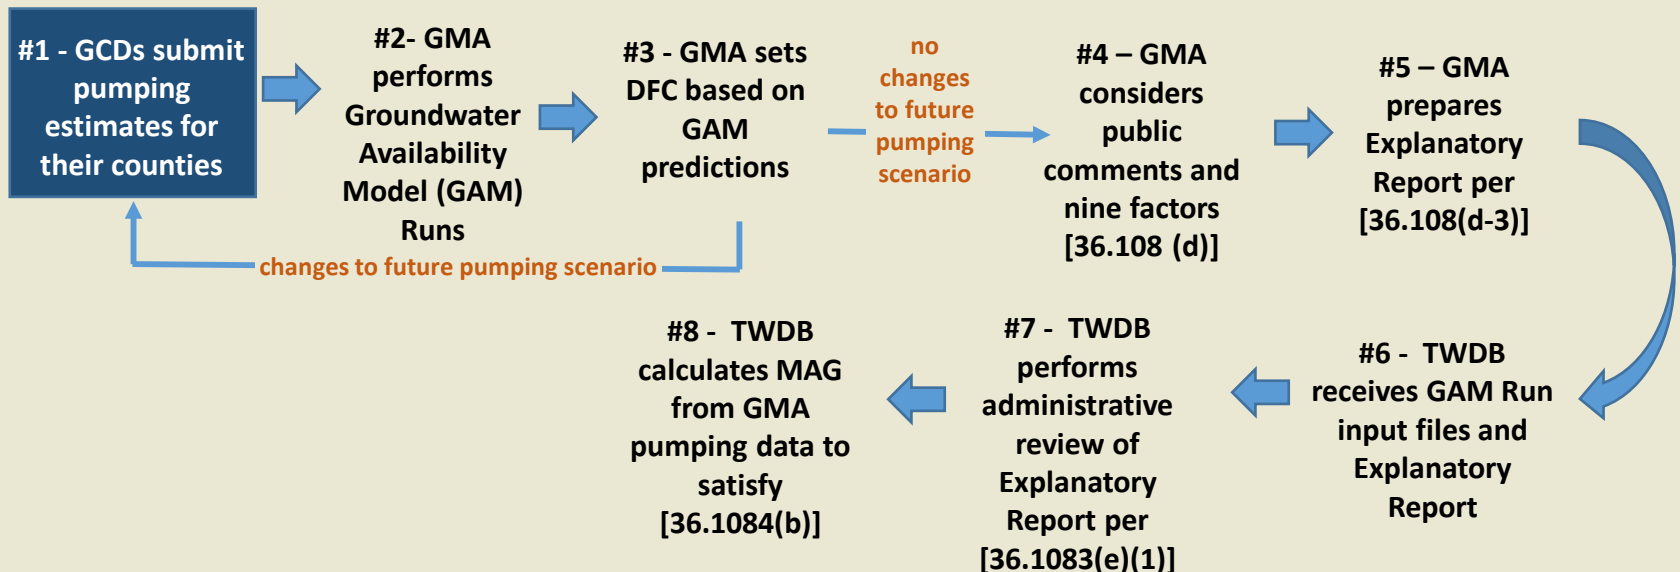 #1 - GCDs submit
pumping
estimates for
their counties
#2- GMA
performs
Groundwater
Availability
Model (GAM)
Runs
#3 - GMA sets
DFC based on
GAM
predictions
no
changes
to future
pumping
scenario
changes to future pumping scenario
#4 – GMA
considers
public
comments and
nine factors
[36.108 (d)]
#5 – GMA
prepares
Explanatory
Report per
[36.108(d-3)]
#6 - TWDB
receives GAM Run
input files and
Explanatory
Report
#7 - TWDB
performs
administrative
review of
Explanatory
Report per
[36.1083(e)(1)]
#8 - TWDB
calculates MAG
from GMA
pumping data to
satisfy
[36.1084(b)]